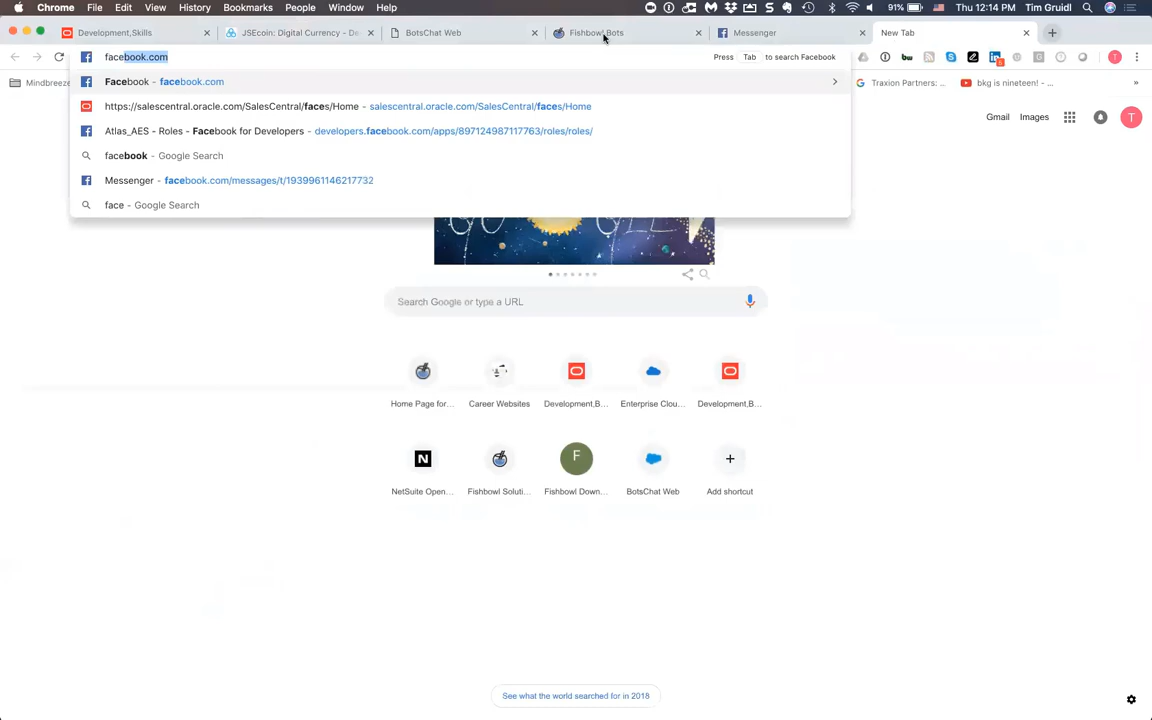 Chrome File Edit View History Bookmarks People Window Help 91% Thu 12:14 PM Tim Gruidl
Development,Skills
JSEcoin: Digital Currency - De
BotsChat Web
Fishbowl Bots
Messenger
New Tab
facebook.com
Press Tab to search Facebook
Mindbreeze
Traxion Partners: ...
bkg is nineteen! -...
Facebook - facebook.com
https://salescentral.oracle.com/SalesCentral/faces/Home - salescentral.oracle.com/SalesCentral/faces/Home
Atlas_AES - Roles - Facebook for Developers - developers.facebook.com/apps/897124987117763/roles/roles/
facebook - Google Search
Messenger - facebook.com/messages/t/1939961146217732
face - Google Search
Gmail Images T
Search Google or type a URL
Home Page for...
Career Websites
Development,B...
Enterprise Clou...
Development,B...
N
F
NetSuite Open...
Fishbowl Soluti...
Fishbowl Down...
BotsChat Web
Add shortcut
See what the world searched for in 2018